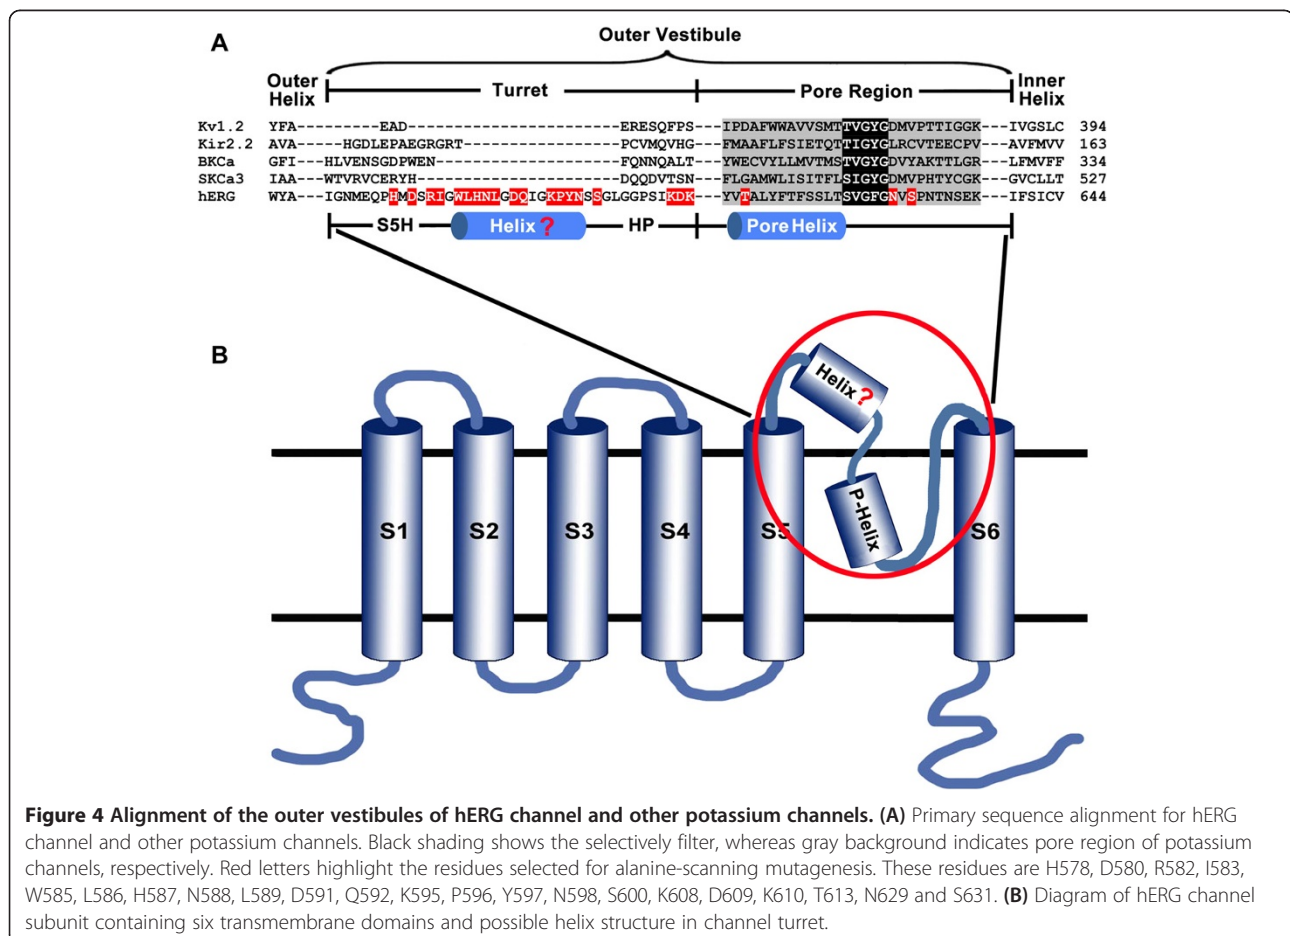 A
Outer Vestibule
Outer Helix
Turret
Pore Region
Inner Helix
Kv1.2 YFA---------EAD-----------------------ERESQFPS---IPDAFWWAVVSMTTVGYGDMVPTTIGGK---IVGSLC 394
Kir2.2 AVA-----HGDLEPAEGRGRT-----------------PCVMQVHG---FMAAFLFSIETQTTIGYGLRCVTEECPV---AVFMVV 163
BKCa GFI--HLVENSGDPWEN--------------------FQNNQALT---YWECVYLLMVTMSTVGYGDVYAKTTLGR---LFMVFF 334
SKCa3 IAA--WTVRVCERYH----------------------DQQDVTSN---FLGAMWLISITFLSIGYGDMVPHTYCGK---GVCLLT 527
hERG WYA---IGNMEQPHMDSRIGWLHNLGDQIGKPYNSSGLGGPSIKDK---YVTALYFTFSSLTSVGFGNVSPNTNSEK---IFSICV 644
S5H
Helix ?
HP
Pore Helix
B
Helix ?
P-Helix
S1
S2
S3
S4
S5
S6
Figure 4 Alignment of the outer vestibules of hERG channel and other potassium channels. (A) Primary sequence alignment for hERG
channel and other potassium channels. Black shading shows the selectively filter, whereas gray background indicates pore region of potassium
channels, respectively. Red letters highlight the residues selected for alanine-scanning mutagenesis. These residues are H578, D580, R582, I583,
W585, L586, H587, N588, L589, D591, Q592, K595, P596, Y597, N598, S600, K608, D609, K610, T613, N629 and S631. (B) Diagram of hERG channel
subunit containing six transmembrane domains and possible helix structure in channel turret.